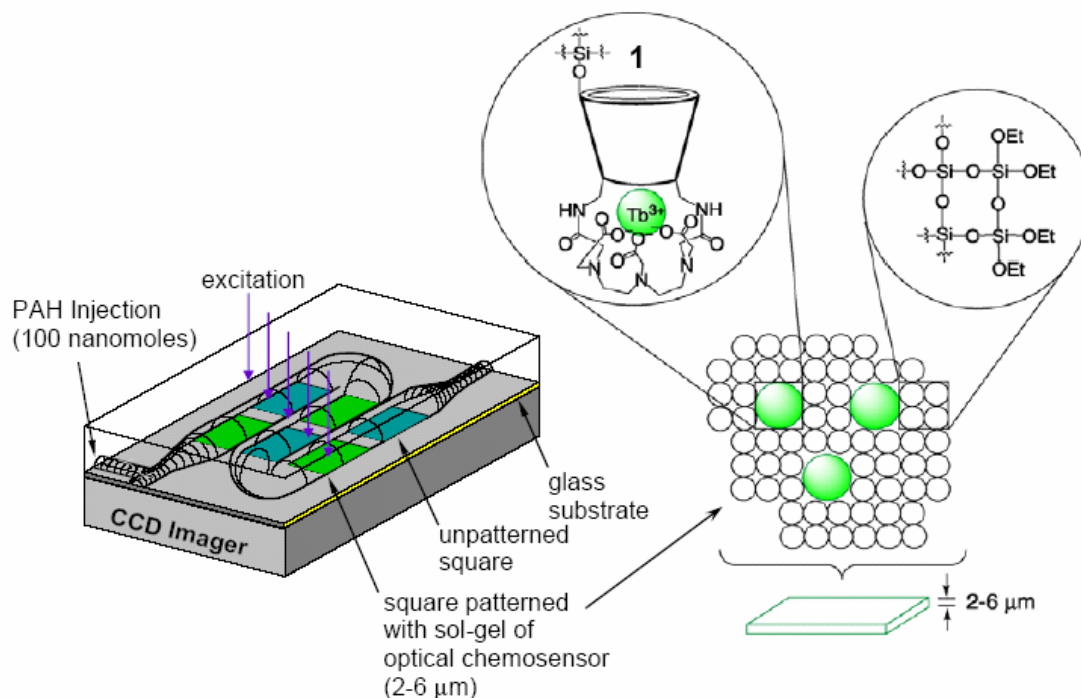 PAH Injection
(100 nanomoles)
excitation
CCD Imager
glass
substrate
unpatterned
square
square patterned
with sol-gel of
optical chemosensor
(2-6 μm)
Si
O
1
HN
NH
Tb³⁺
O
O
O
O
O
O
N
N
N
O
OEt
O
Si
O
Si
OEt
O
O
O
Si
O
Si
OEt
O
OEt
2-6 μm